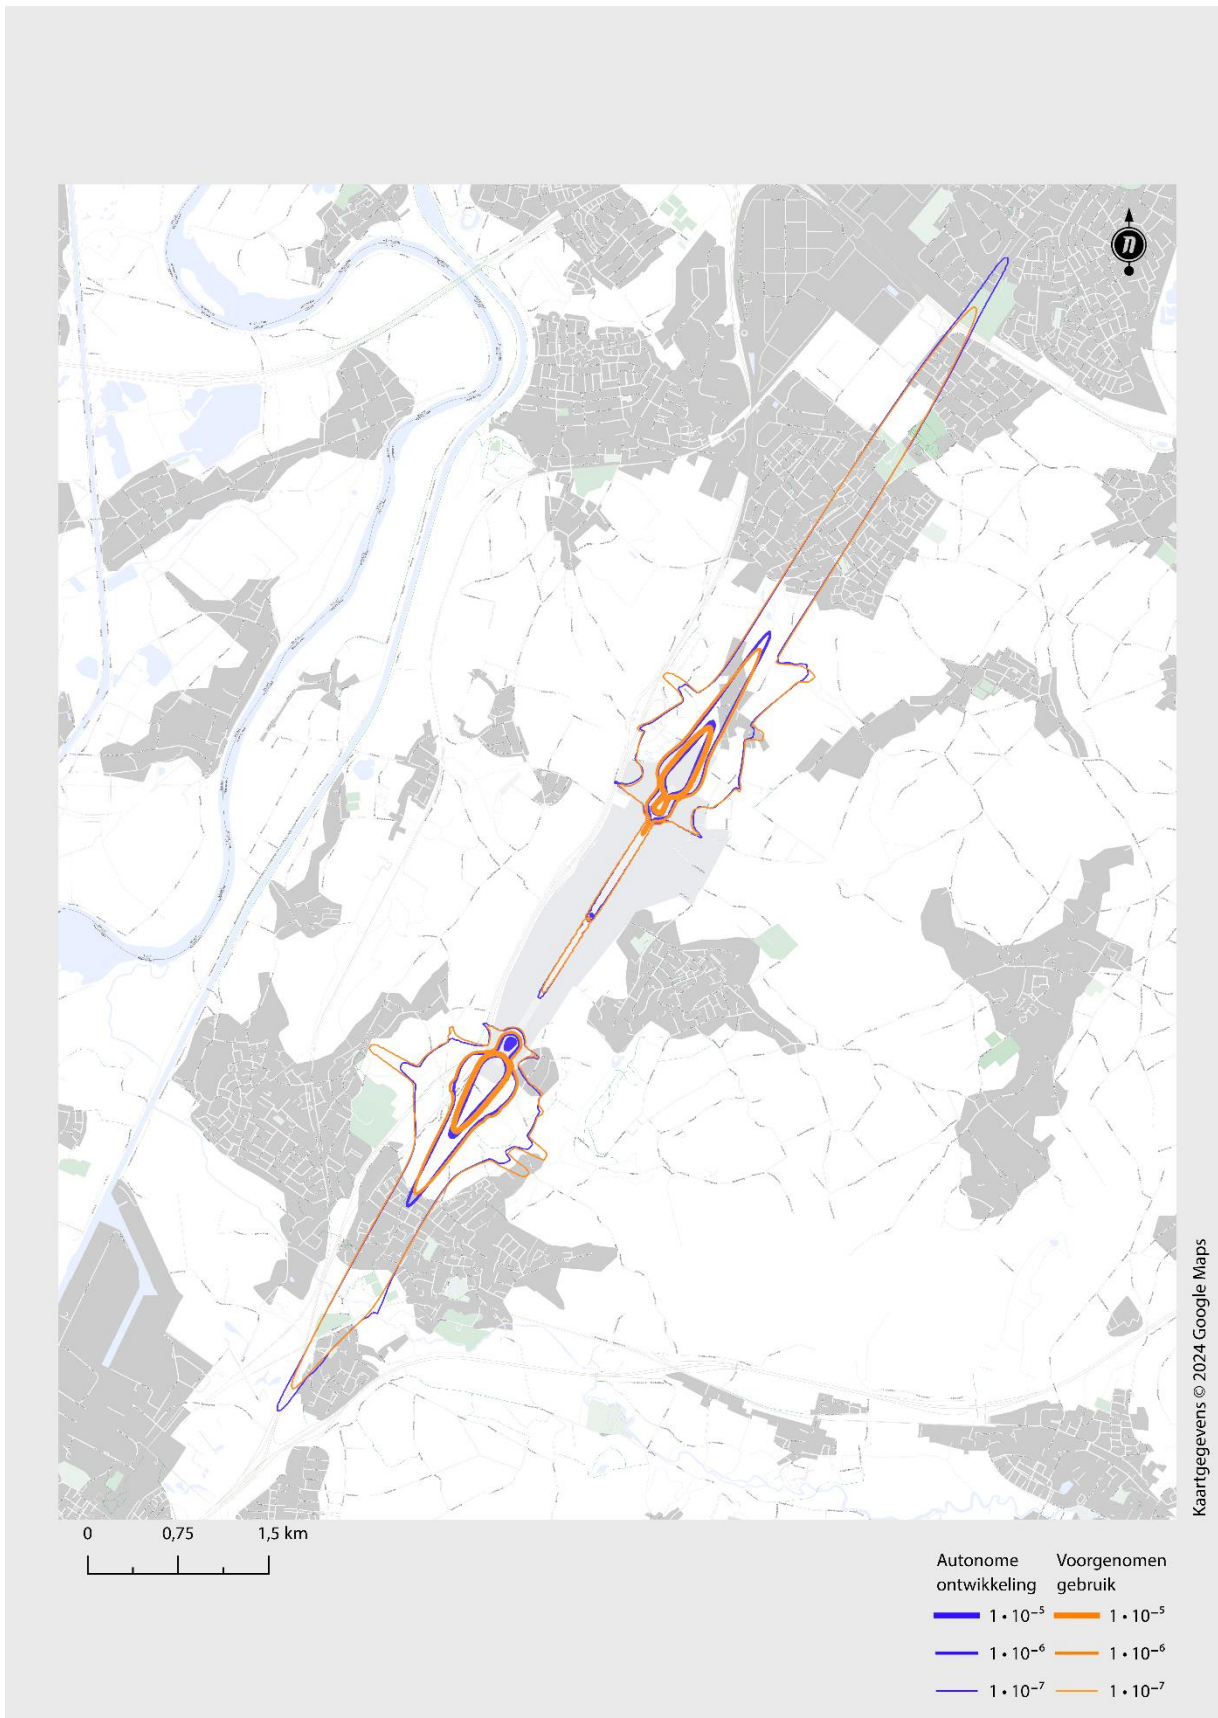 n
Kaartgegevens © 2024 Google Maps
0 0,75 1,5 km
Autonome Voorgenomen
ontwikkeling gebruik
1 • 10⁻⁵ 1 • 10⁻⁵
1 • 10⁻⁶ 1 • 10⁻⁶
1 • 10⁻⁷ 1 • 10⁻⁷